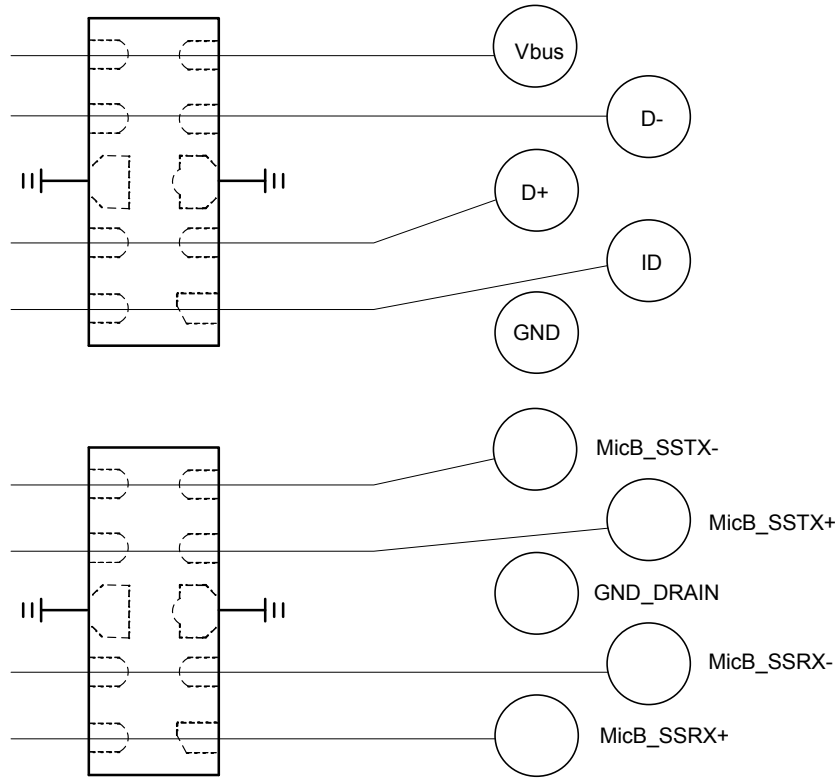 Vbus
D-
D+
ID
GND
MicB_SSTX-
MicB_SSTX+
GND_DRAIN
MicB_SSRX-
MicB_SSRX+